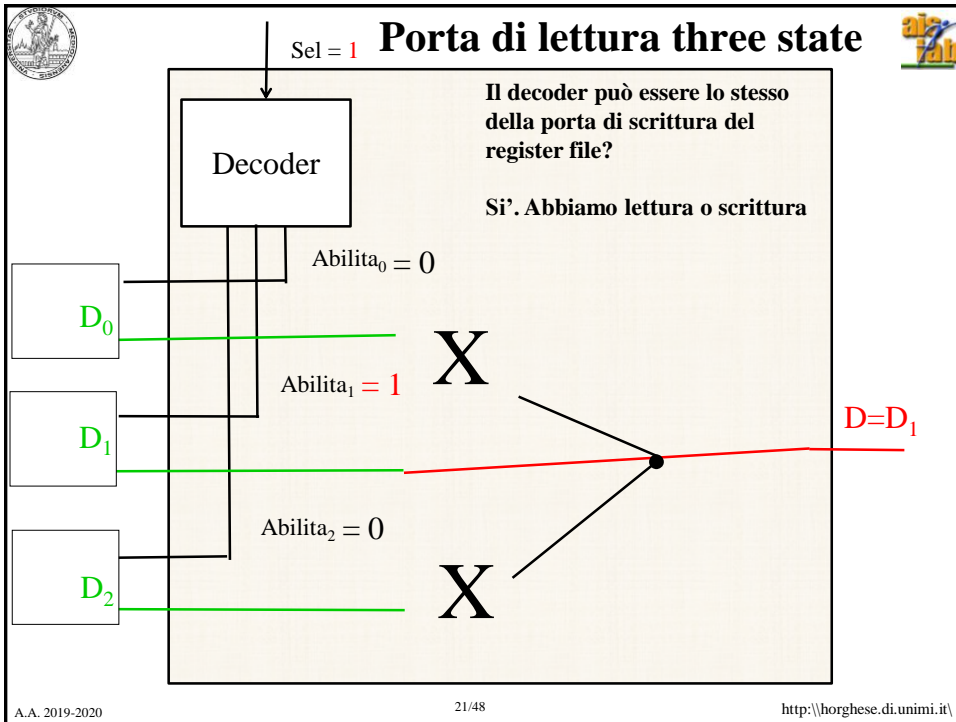 Porta di lettura three state
Sel = 1
Il decoder può essere lo stesso
della porta di scrittura del
register file?
Si’. Abbiamo lettura o scrittura
Decoder
Abilita₀ = 0
D₀
X
Abilita₁ = 1
D=D₁
D₁
Abilita₂ = 0
D₂
X
A.A. 2019-2020
21/48
http:\\horghese.di.unimi.it\